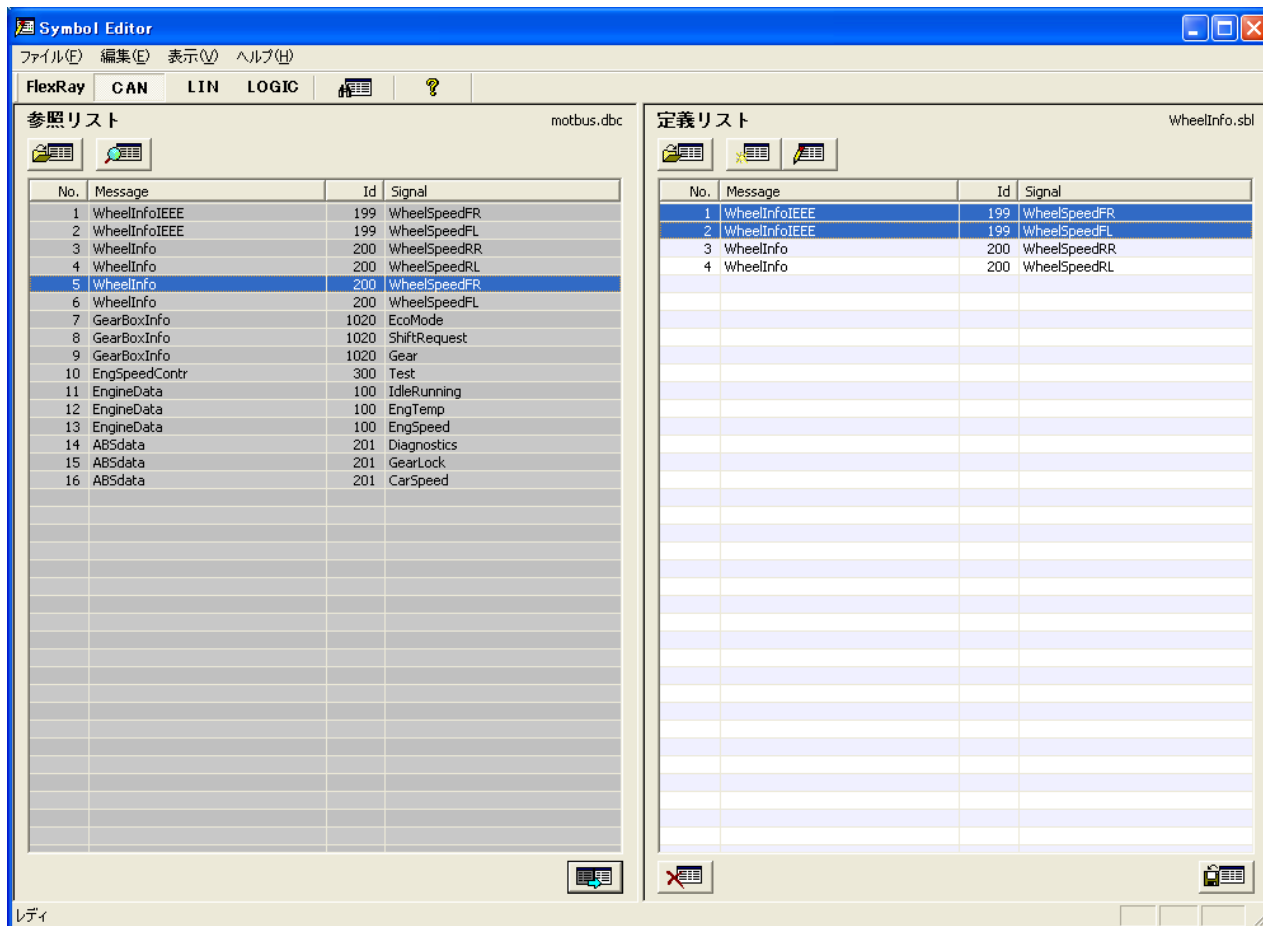 Symbol Editor
ファイル(F) 編集(E) 表示(V) ヘルプ(H)
FlexRay CAN LIN LOGIC
参照リスト motbus.dbc
No. Message Id Signal
1 WheelInfoIEEE 199 WheelSpeedFR
2 WheelInfoIEEE 199 WheelSpeedFL
3 WheelInfo 200 WheelSpeedRR
4 WheelInfo 200 WheelSpeedRL
5 WheelInfo 200 WheelSpeedFR
6 WheelInfo 200 WheelSpeedFL
7 GearBoxInfo 1020 EcoMode
8 GearBoxInfo 1020 ShiftRequest
9 GearBoxInfo 1020 Gear
10 EngSpeedContr 300 Test
11 EngineData 100 IdleRunning
12 EngineData 100 EngTemp
13 EngineData 100 EngSpeed
14 ABSdata 201 Diagnostics
15 ABSdata 201 GearLock
16 ABSdata 201 CarSpeed
定義リスト WheelInfo.sbl
No. Message Id Signal
1 WheelInfoIEEE 199 WheelSpeedFR
2 WheelInfoIEEE 199 WheelSpeedFL
3 WheelInfo 200 WheelSpeedRR
4 WheelInfo 200 WheelSpeedRL
レディ